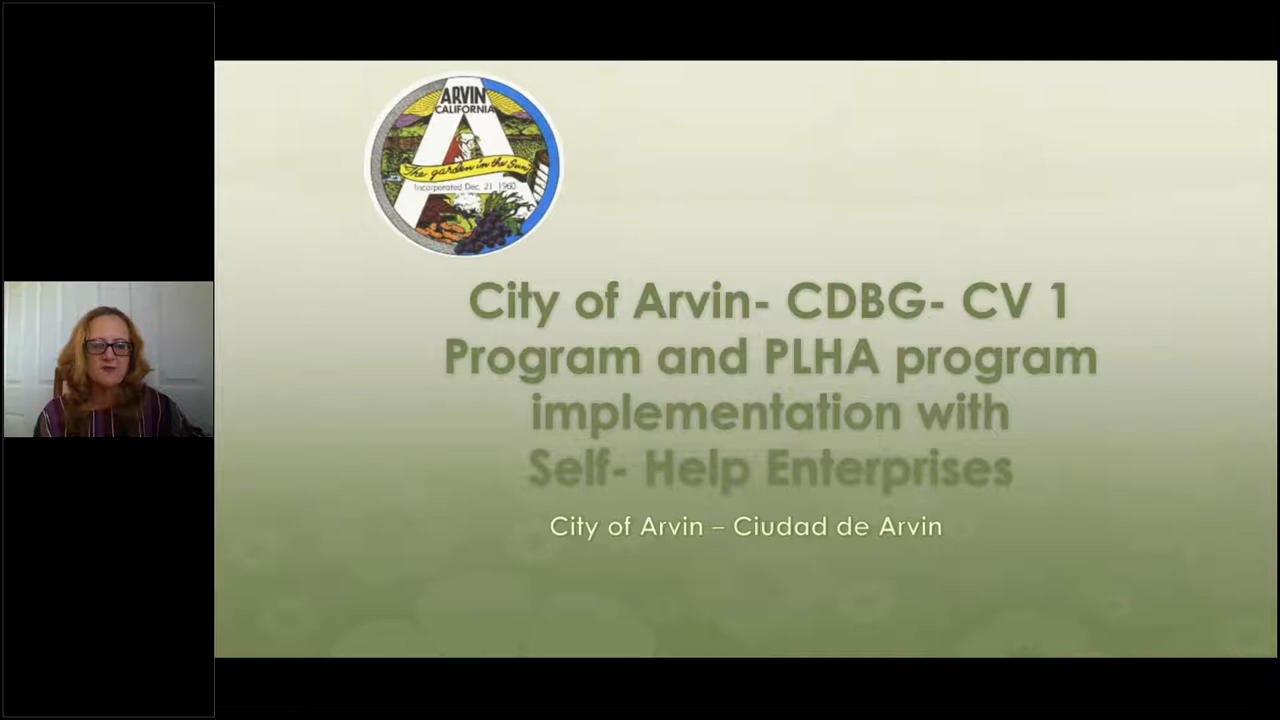 ARVIN
CALIFORNIA
The garden in the Sun
Incorporated Dec. 21, 1960
City of Arvin- CDBG- CV 1
Program and PLHA program
implementation with
Self- Help Enterprises
City of Arvin – Ciudad de Arvin